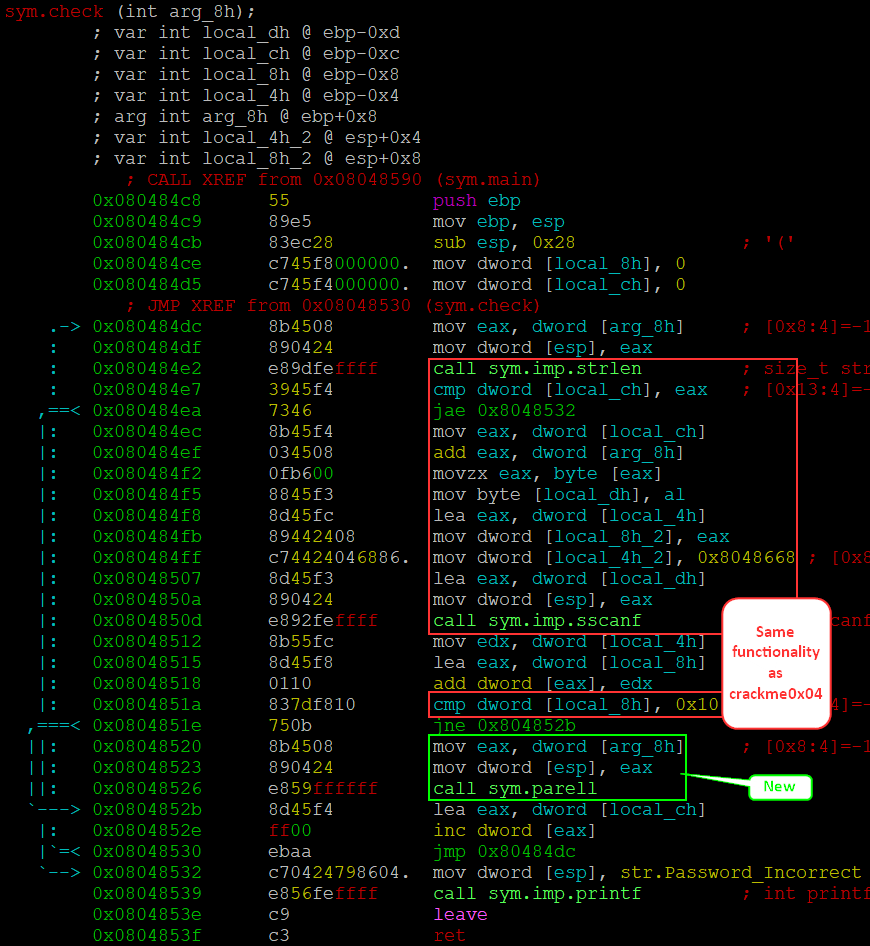 sym.check (int arg_8h);
; var int local_dh @ ebp-0xd
; var int local_ch @ ebp-0xc
; var int local_8h @ ebp-0x8
; var int local_4h @ ebp-0x4
; arg int arg_8h @ ebp+0x8
; var int local_4h_2 @ esp+0x4
; var int local_8h_2 @ esp+0x8
; CALL XREF from 0x08048590 (sym.main)
0x080484c8 55 push ebp
0x080484c9 89e5 mov ebp, esp
0x080484cb 83ec28 sub esp, 0x28 ; '('
0x080484ce c745f8000000. mov dword [local_8h], 0
0x080484d5 c745f4000000. mov dword [local_ch], 0
; JMP XREF from 0x08048530 (sym.check)
.-> 0x080484dc 8b4508 mov eax, dword [arg_8h] ; [0x8:4]=-1
: 0x080484df 890424 mov dword [esp], eax
: 0x080484e2 e89dfeffff call sym.imp.strlen ; size_t str
: 0x080484e7 3945f4 cmp dword [local_ch], eax ; [0x13:4]=-
,==< 0x080484ea 7346 jae 0x8048532
|: 0x080484ec 8b45f4 mov eax, dword [local_ch]
|: 0x080484ef 034508 add eax, dword [arg_8h]
|: 0x080484f2 0fb600 movzx eax, byte [eax]
|: 0x080484f5 8845f3 mov byte [local_dh], al
|: 0x080484f8 8d45fc lea eax, dword [local_4h]
|: 0x080484fb 89442408 mov dword [local_8h_2], eax
|: 0x080484ff c74424046886. mov dword [local_4h_2], 0x8048668 ; [0x8
|: 0x08048507 8d45f3 lea eax, dword [local_dh]
|: 0x0804850a 890424 mov dword [esp], eax
|: 0x0804850d e892feffff call sym.imp.sscanf canf
|: 0x08048512 8b55fc mov edx, dword [local_4h]
|: 0x08048515 8d45f8 lea eax, dword [local_8h]
|: 0x08048518 0110 add dword [eax], edx
|: 0x0804851a 837df810 cmp dword [local_8h], 0x10 4]=-
,===< 0x0804851e 750b jne 0x804852b
||: 0x08048520 8b4508 mov eax, dword [arg_8h] ; [0x8:4]=-1
||: 0x08048523 890424 mov dword [esp], eax
||: 0x08048526 e859ffffff call sym.parell
`---> 0x0804852b 8d45f4 lea eax, dword [local_ch]
|: 0x0804852e ff00 inc dword [eax]
|`=< 0x08048530 ebaa jmp 0x80484dc
`--> 0x08048532 c70424798604. mov dword [esp], str.Password_Incorrect
0x08048539 e856feffff call sym.imp.printf ; int printf
0x0804853e c9 leave
0x0804853f c3 ret
Same
functionality
as
crackme0x04
New